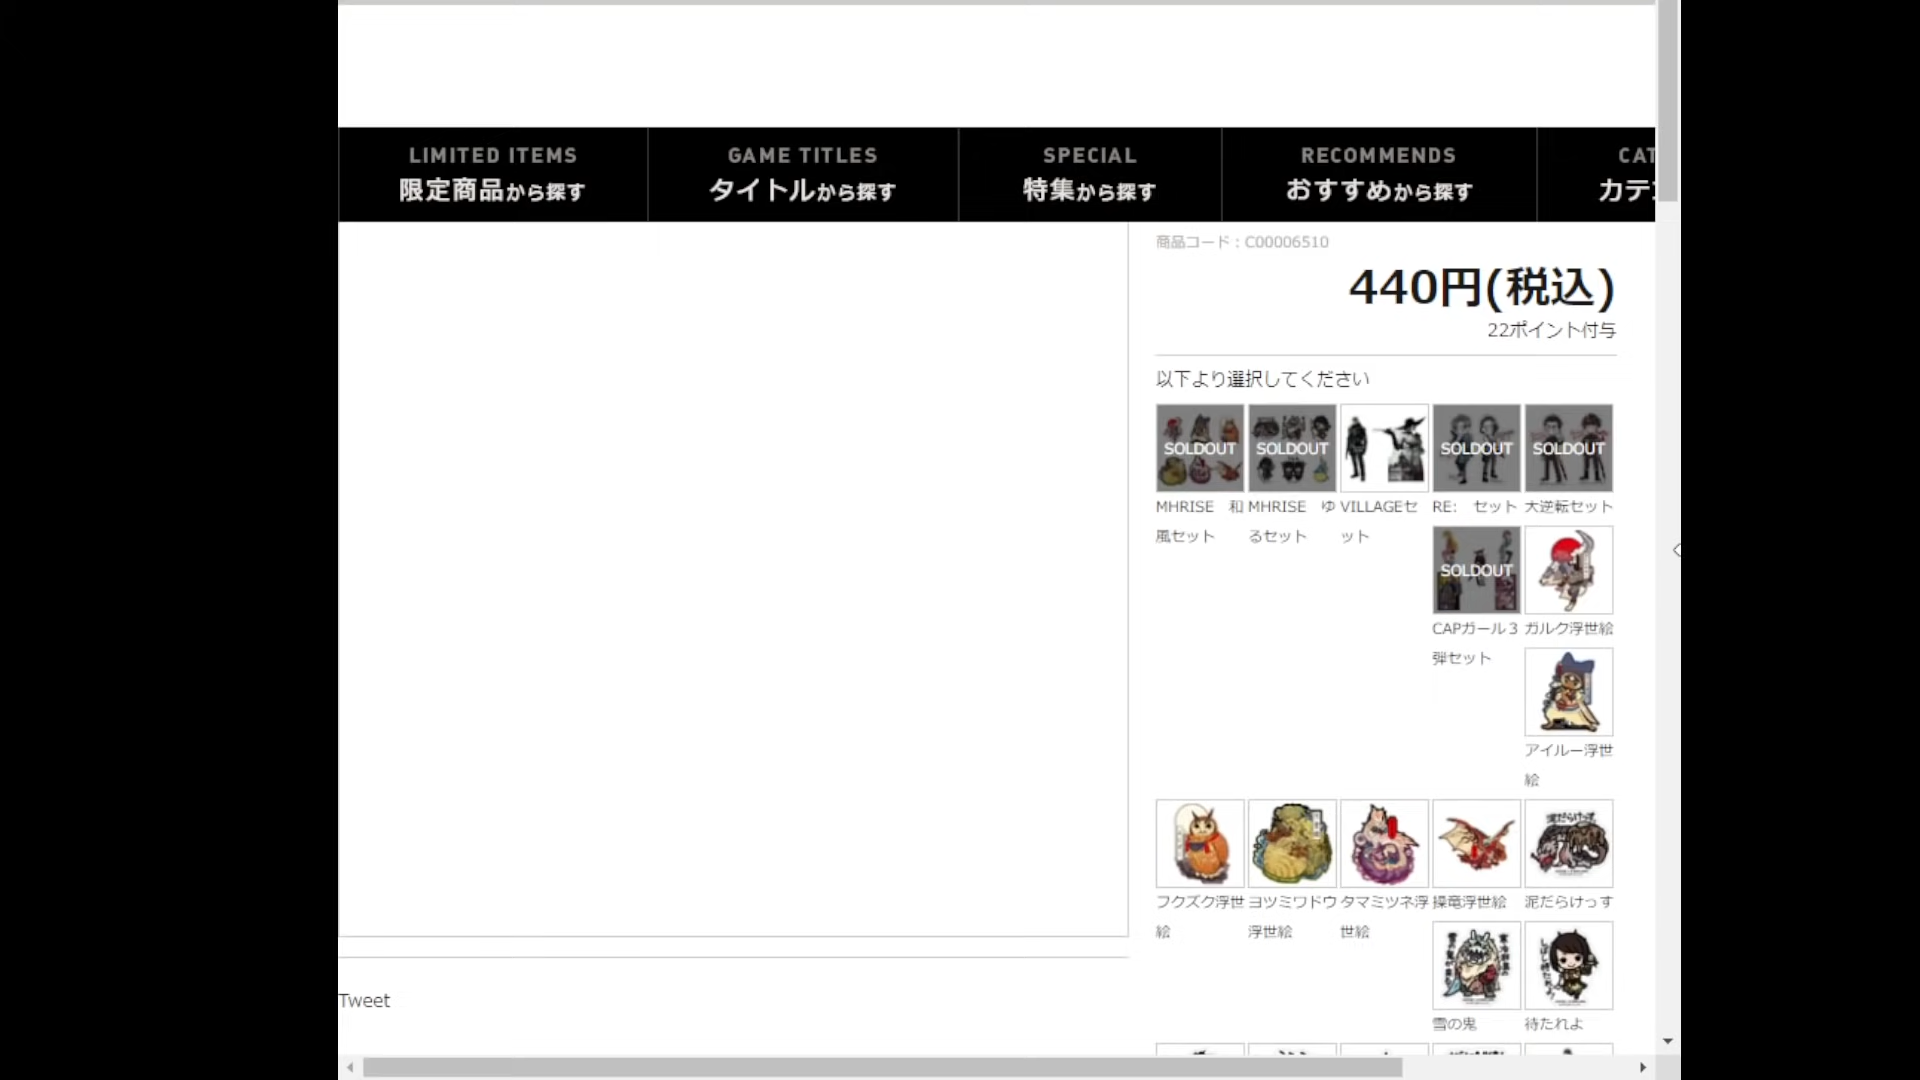 LIMITED ITEMS
限定商品から探す
GAME TITLES
タイトルから探す
SPECIAL
特集から探す
RECOMMENDS
おすすめから探す
CAT
カテ
商品コード : C00006510
440円(税込)
22ポイント付与
以下より選択してください
SOLDOUT
SOLDOUT
SOLDOUT
SOLDOUT
MHRISE 和
風セット
MHRISE ゆ
るセット
VILLAGEセ
ット
RE: セット
大逆転セット
SOLDOUT
CAPガール3
弾セット
ガルク浮世絵
アイルー浮世
絵
フクズク浮世
絵
ヨツミワドウ
浮世絵
タマミツネ浮
世絵
操竜浮世絵
泥だらけっす
泥だらけっす
雪の鬼
待たれよ
Tweet